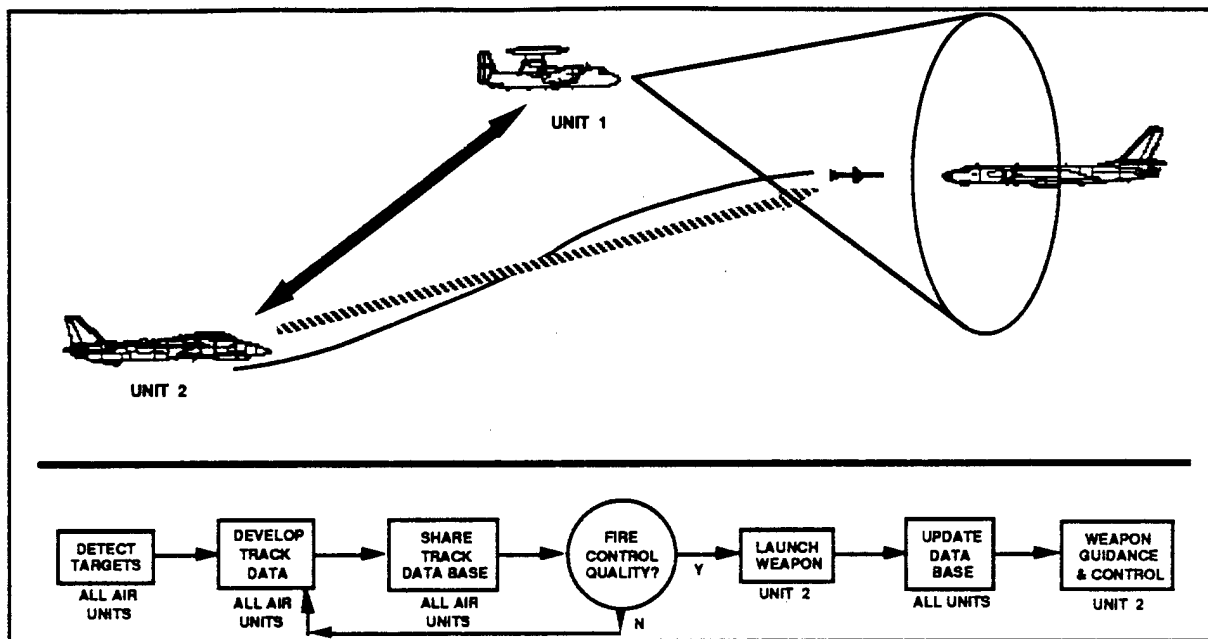 UNIT 1
UNIT 2
DETECT
TARGETS
ALL AIR
UNITS
DEVELOP
TRACK
DATA
ALL AIR
UNITS
SHARE
TRACK
DATA BASE
ALL AIR
UNITS
FIRE
CONTROL
QUALITY?
Y
N
LAUNCH
WEAPON
UNIT 2
UPDATE
DATA
BASE
ALL UNITS
WEAPON
GUIDANCE
& CONTROL
UNIT 2